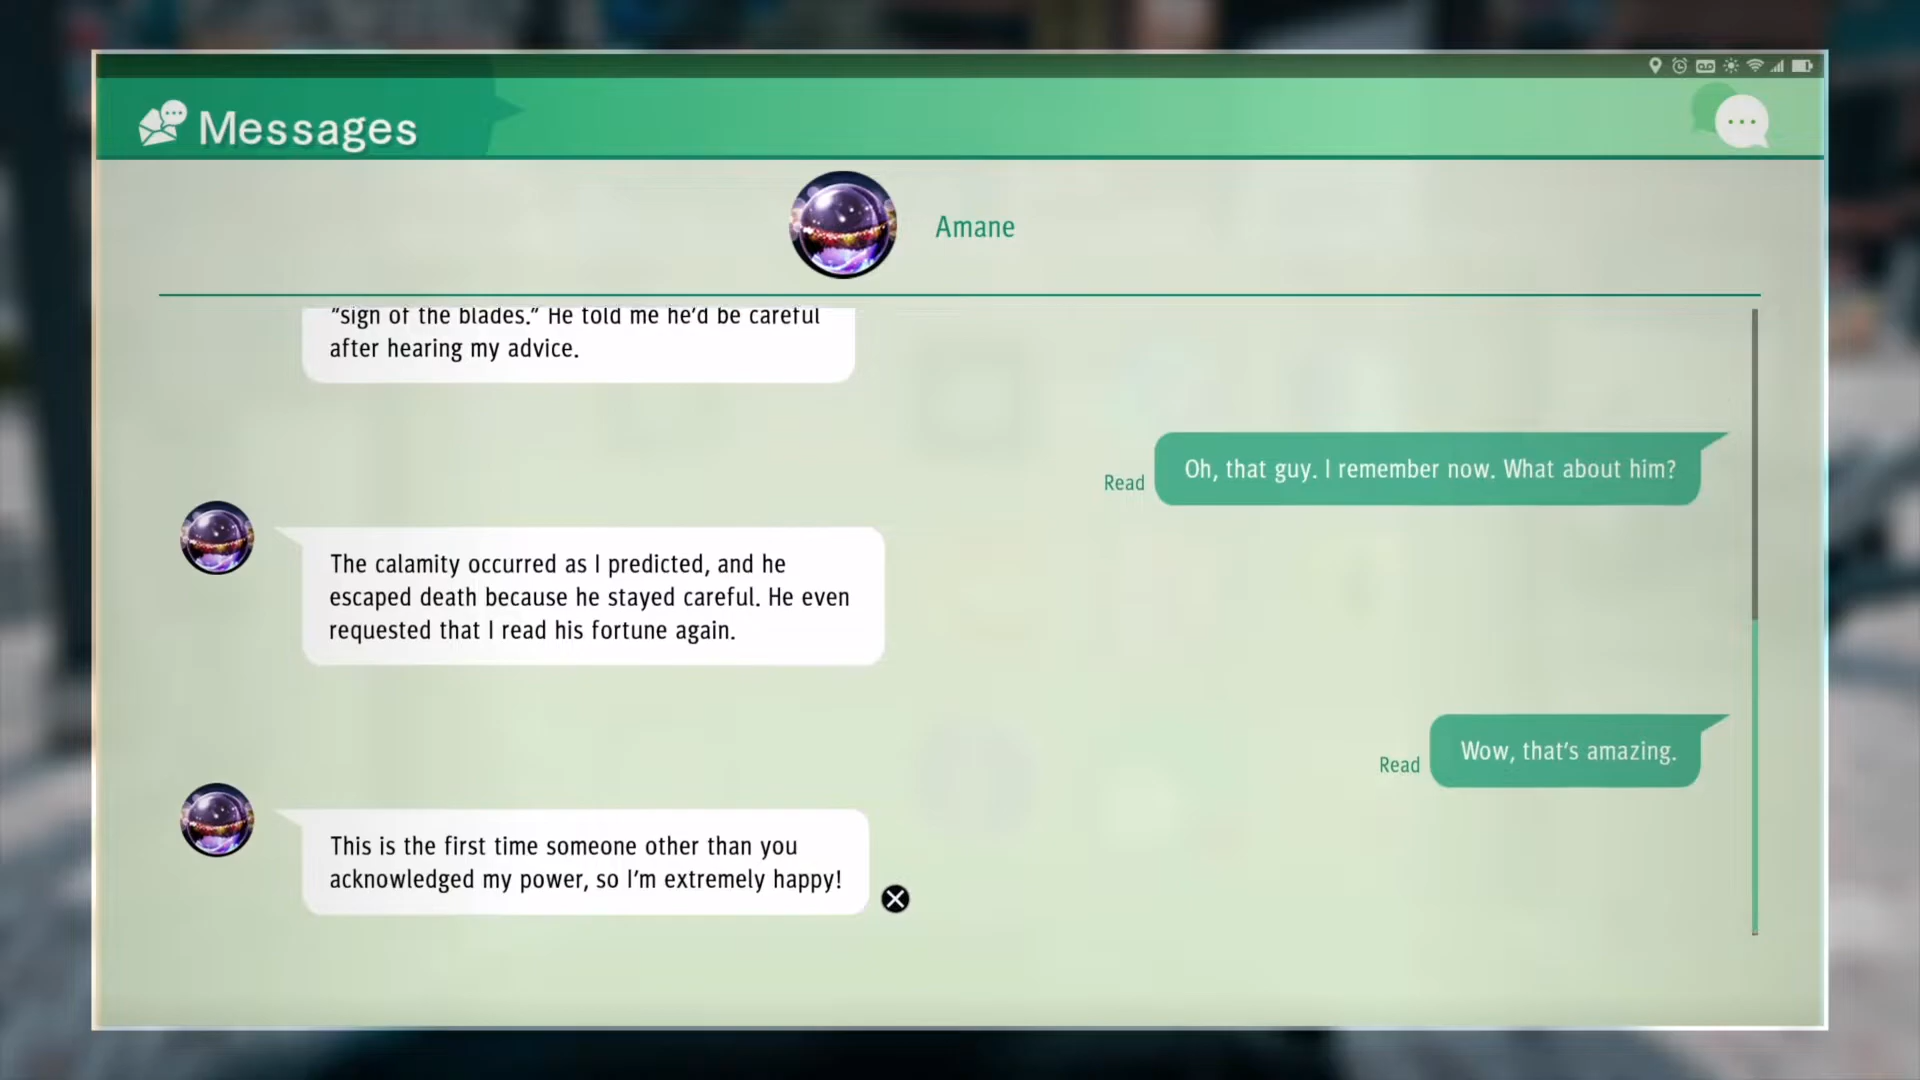 Messages
Amane
“sign of the blades.” He told me he’d be careful
after hearing my advice.
Read
Oh, that guy. I remember now. What about him?
The calamity occurred as I predicted, and he
escaped death because he stayed careful. He even
requested that I read his fortune again.
Read
Wow, that’s amazing.
This is the first time someone other than you
acknowledged my power, so I’m extremely happy!